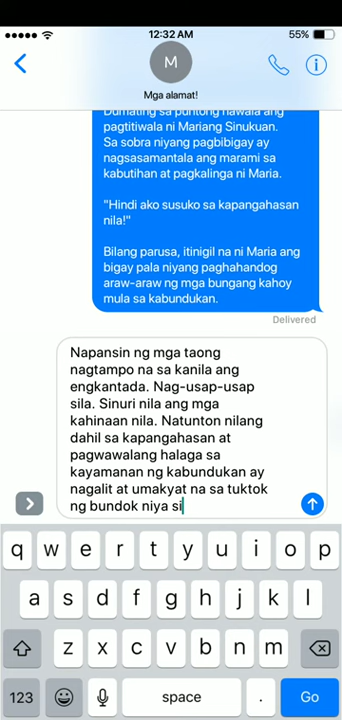 12:32 AM
55%
M
Mga alamat!
Dumating sa puntong nawala ang
pagtitiwala ni Mariang Sinukuan.
Sa sobra niyang pagbibigay ay
nagsasamantala ang marami sa
kabutihan at pagkalinga ni Maria.
"Hindi ako susuko sa kapangahasan
nila!"
Bilang parusa, itinigil na ni Maria ang
bigay pala niyang paghahandog
araw-araw ng mga bungang kahoy
mula sa kabundukan.
Delivered
Napansin ng mga taong
nagtampo na sa kanila ang
engkantada. Nag-usap-usap
sila. Sinuri nila ang mga
kahinaan nila. Natunton nilang
dahil sa kapangahasan at
pagwawalang halaga sa
kayamanan ng kabundukan ay
nagalit at umakyat na sa tuktok
ng bundok niya si
q w e r t y u i o p
a s d f g h j k l
z x c v b n m
123 space . Go